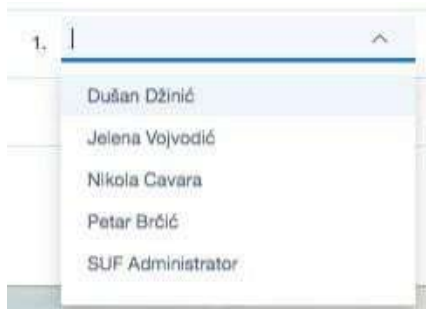 1.
Dušan Džinić
Jelena Vojvodić
Nikola Cavara
Petar Brčić
SUF Administrator